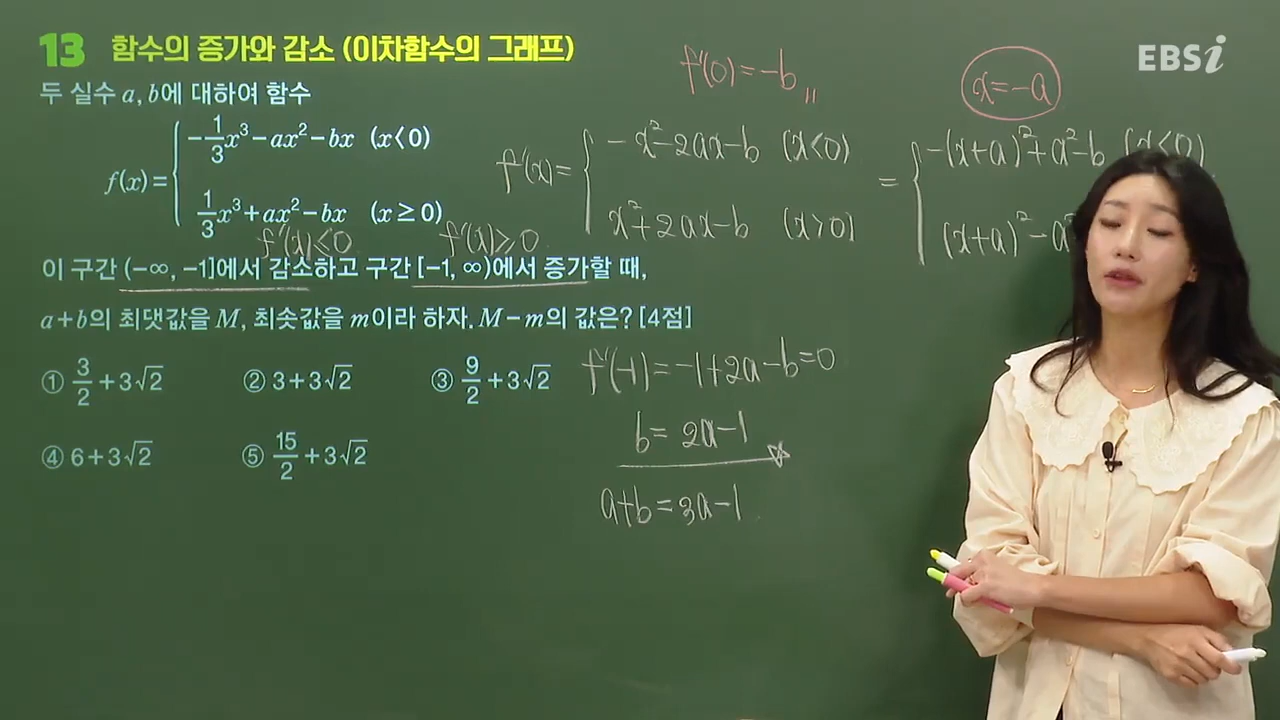 13 함수의 증가와 감소 (이차함수의 그래프)
EBSi
두 실수 a, b에 대하여 함수
f(x) = { -1/3 x³ - ax² - bx (x < 0)
1/3 x³ + ax² - bx (x ≥ 0)
f'(x) ≤ 0 f'(x) ≥ 0
이 구간 (-∞, -1]에서 감소하고 구간 [-1, ∞)에서 증가할 때,
a+b의 최댓값을 M, 최솟값을 m이라 하자. M-m의 값은? [4점]
① 3/2 + 3√2 ② 3 + 3√2 ③ 9/2 + 3√2
④ 6 + 3√2 ⑤ 15/2 + 3√2
f'(0) = -b
x = -a
f'(x) = { -x² - 2ax - b (x<0)
x² + 2ax - b (x>0)
= { -(x+a)² + a² - b (x<0)
(x+a)² - a²
f'(-1) = -1 + 2a - b = 0
b = 2a - 1
a+b = 3a - 1